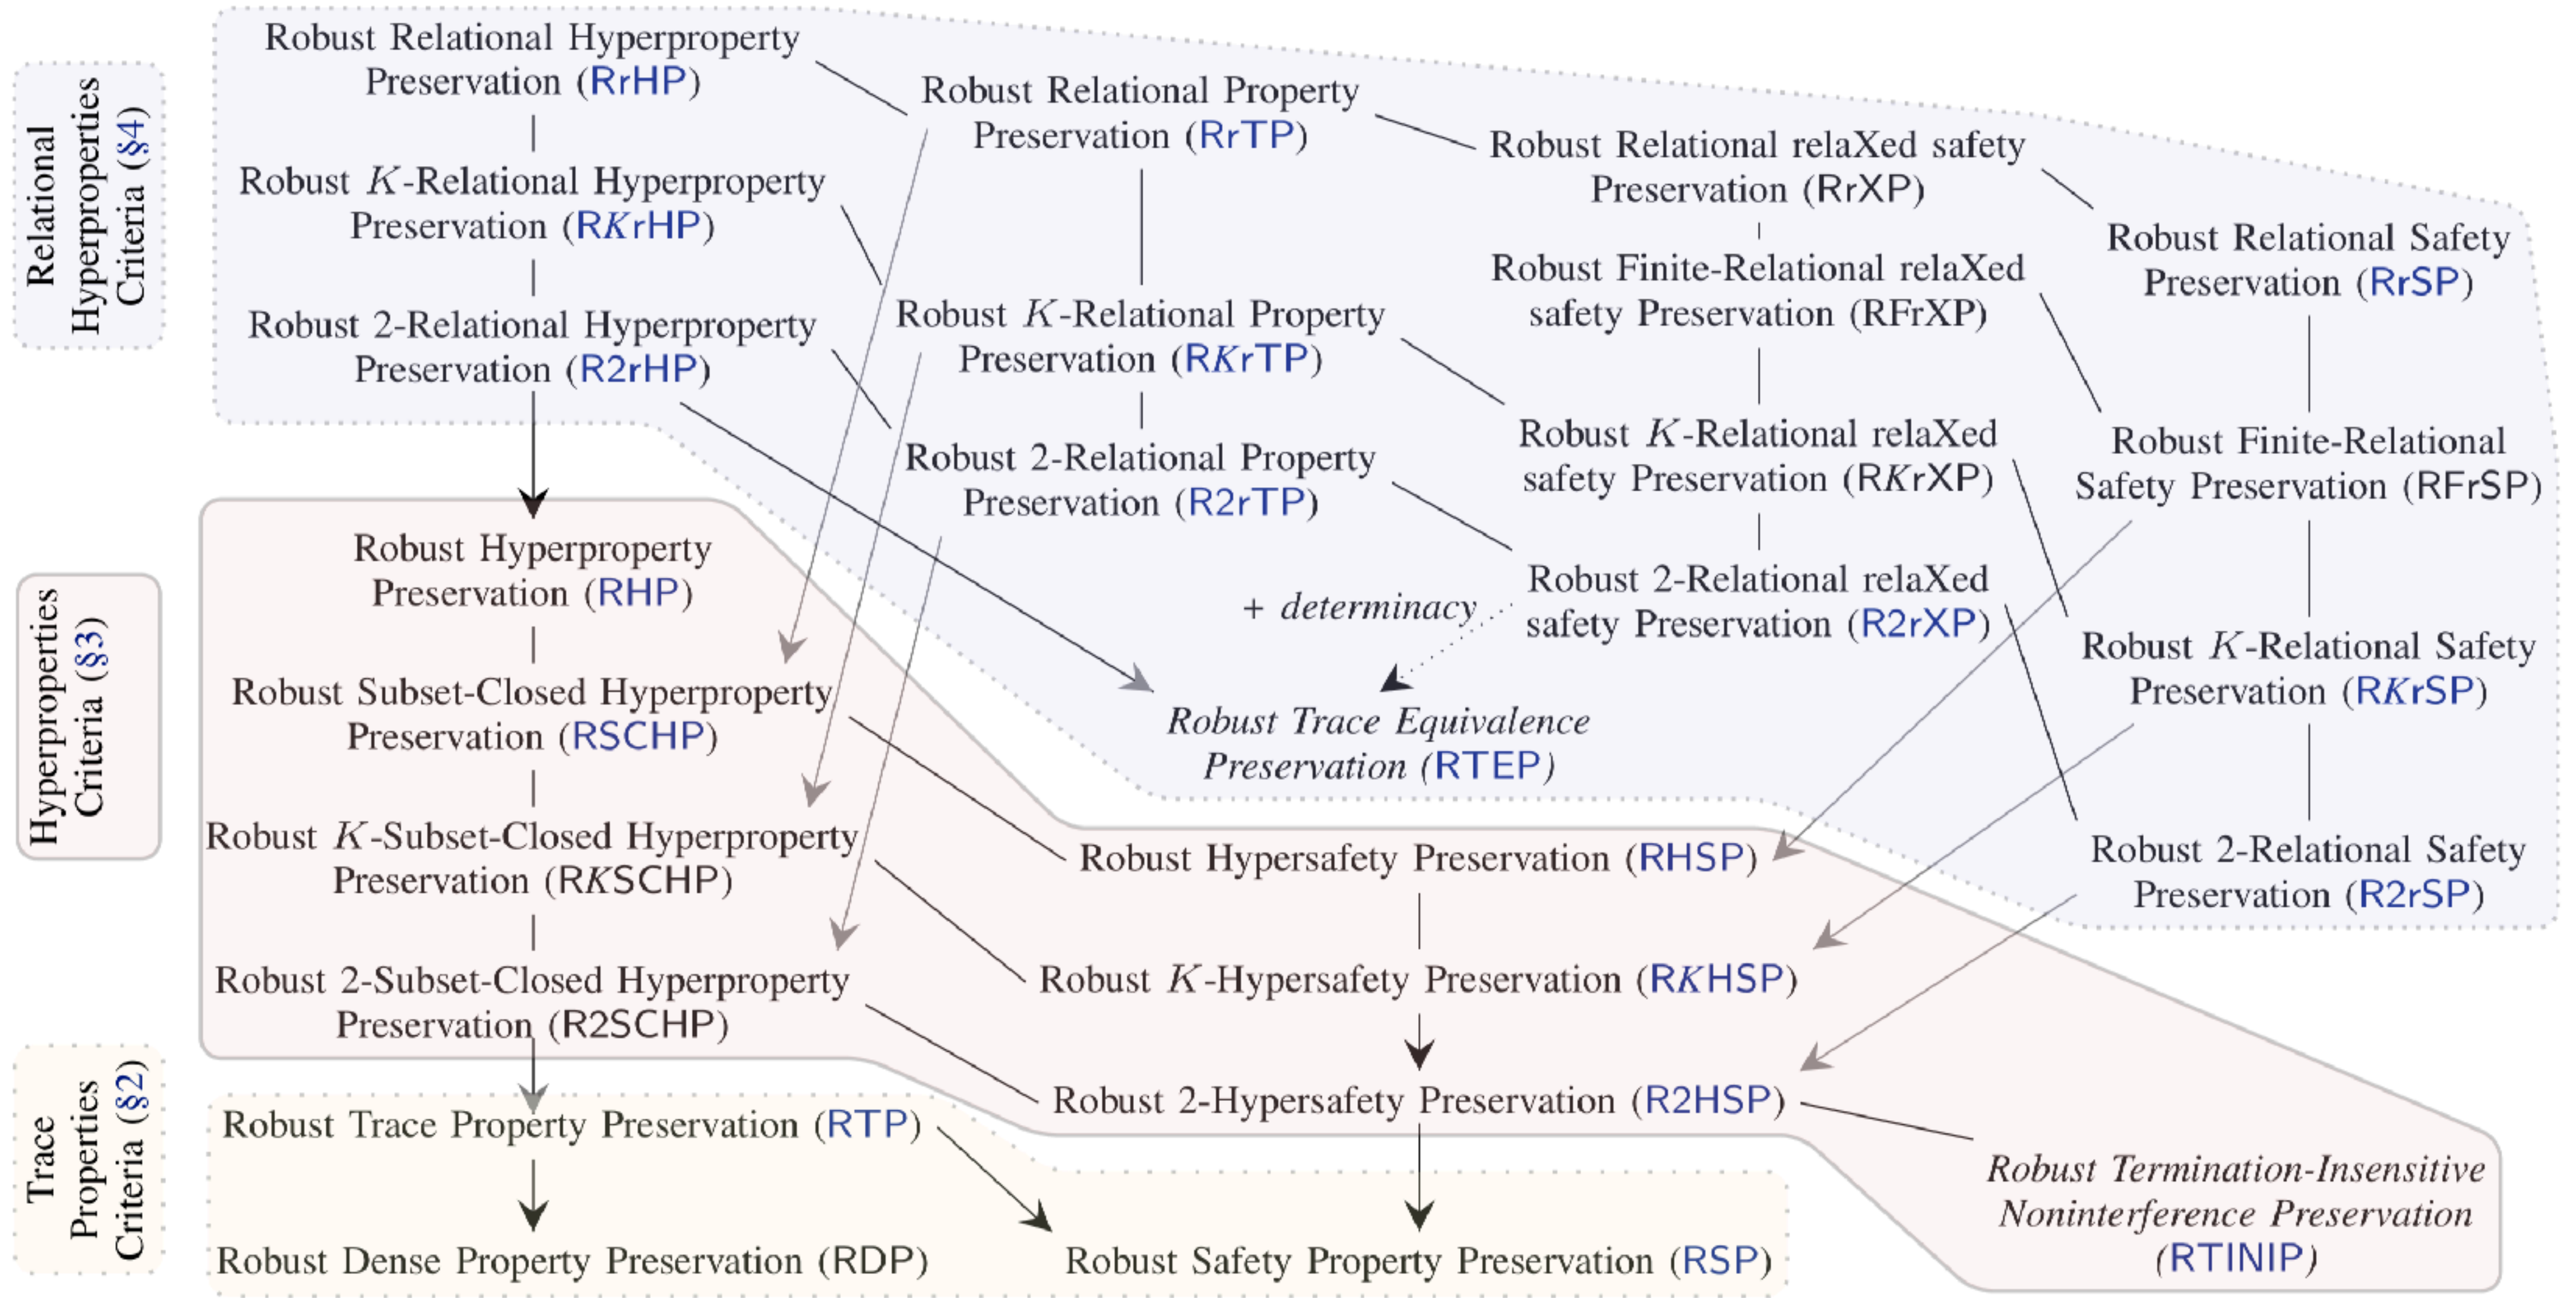 Relational
Hyperproperties
Criteria (§4)
Robust Relational Hyperproperty
Preservation (RrHP)
Robust K-Relational Hyperproperty
Preservation (RKrHP)
Robust 2-Relational Hyperproperty
Preservation (R2rHP)
Robust Relational Property
Preservation (RrTP)
Robust K-Relational Property
Preservation (RKrTP)
Robust 2-Relational Property
Preservation (R2rTP)
Robust Relational relaXed safety
Preservation (RrXP)
Robust Finite-Relational relaXed
safety Preservation (RFrXP)
Robust K-Relational relaXed
safety Preservation (RKrXP)
Robust 2-Relational relaXed
safety Preservation (R2rXP)
Robust Relational Safety
Preservation (RrSP)
Robust Finite-Relational
Safety Preservation (RFrSP)
Robust K-Relational Safety
Preservation (RKrSP)
Robust 2-Relational Safety
Preservation (R2rSP)
+ determinacy
Robust Trace Equivalence
Preservation (RTEP)
Hyperproperties
Criteria (§3)
Robust Hyperproperty
Preservation (RHP)
Robust Subset-Closed Hyperproperty
Preservation (RSCHP)
Robust K-Subset-Closed Hyperproperty
Preservation (RKSCHP)
Robust 2-Subset-Closed Hyperproperty
Preservation (R2SCHP)
Robust Hypersafety Preservation (RHSP)
Robust K-Hypersafety Preservation (RKHSP)
Robust 2-Hypersafety Preservation (R2HSP)
Robust Termination-Insensitive
Noninterference Preservation
(RTINIP)
Trace
Properties
Criteria (§2)
Robust Trace Property Preservation (RTP)
Robust Dense Property Preservation (RDP)
Robust Safety Property Preservation (RSP)